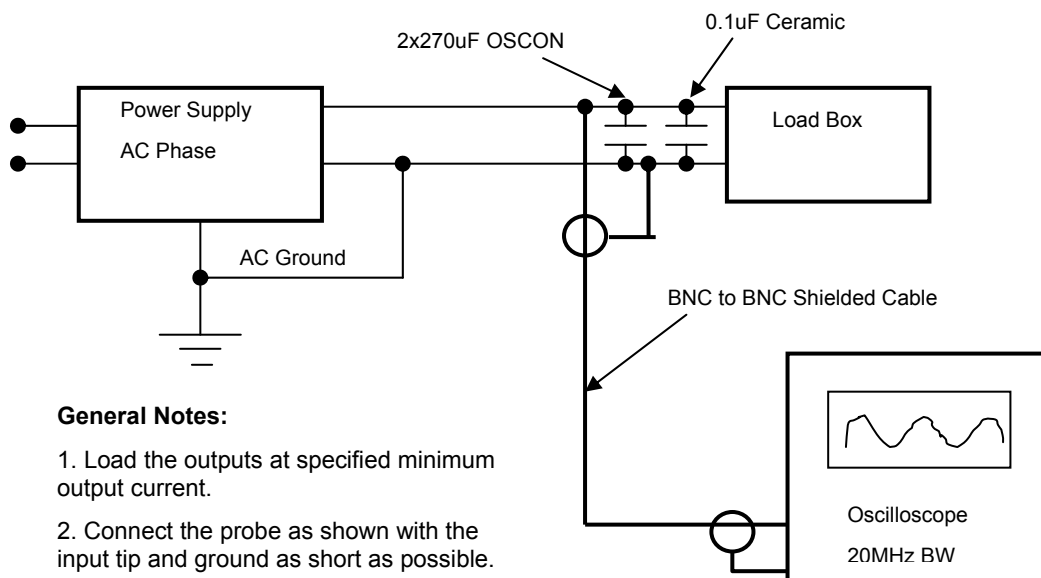 2x270uF OSCON
0.1uF Ceramic
Power Supply
AC Phase
Load Box
AC Ground
BNC to BNC Shielded Cable
General Notes:
1. Load the outputs at specified minimum
output current.
2. Connect the probe as shown with the
input tip and ground as short as possible.
Oscilloscope
20MHz BW